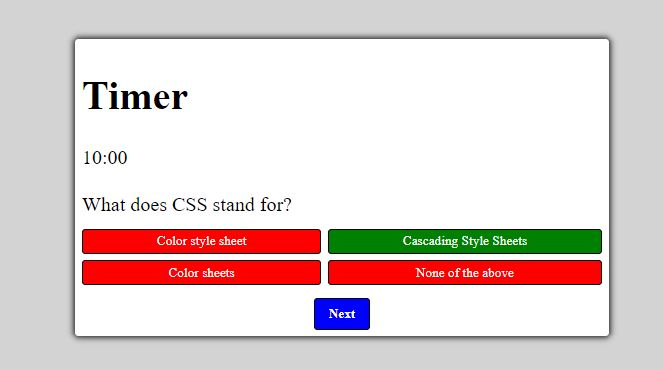 Timer
10:00
What does CSS stand for?
Color style sheet
Cascading Style Sheets
Color sheets
None of the above
Next